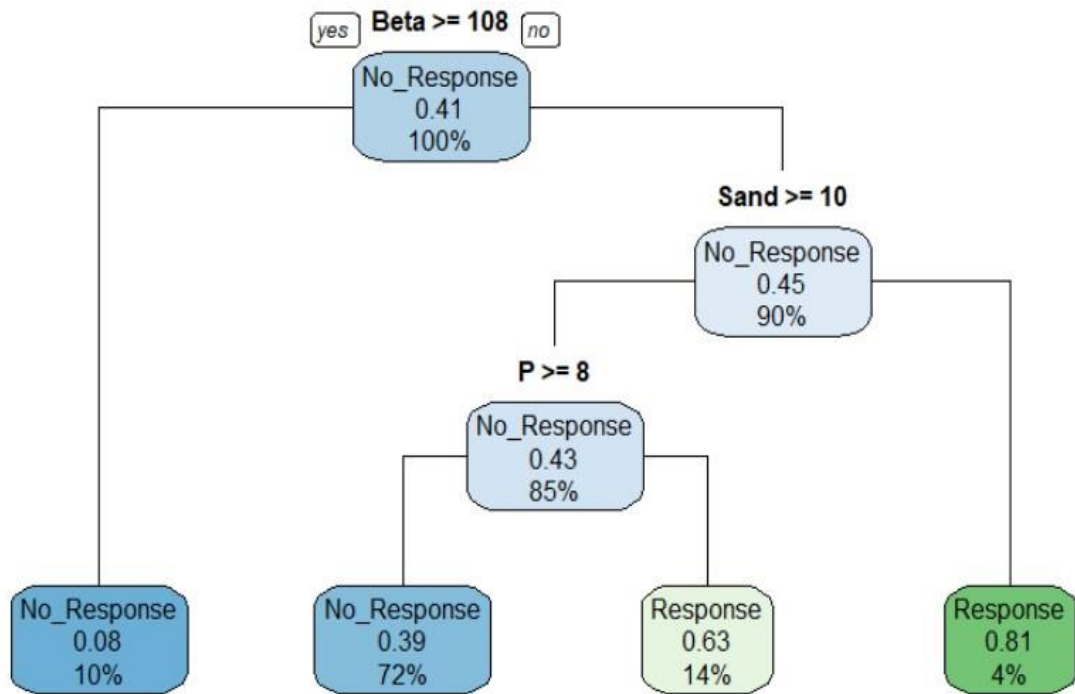 yes Beta >= 108 no
No_Response
0.41
100%
Sand >= 10
No_Response
0.45
90%
P >= 8
No_Response
0.43
85%
No_Response
0.08
10%
No_Response
0.39
72%
Response
0.63
14%
Response
0.81
4%